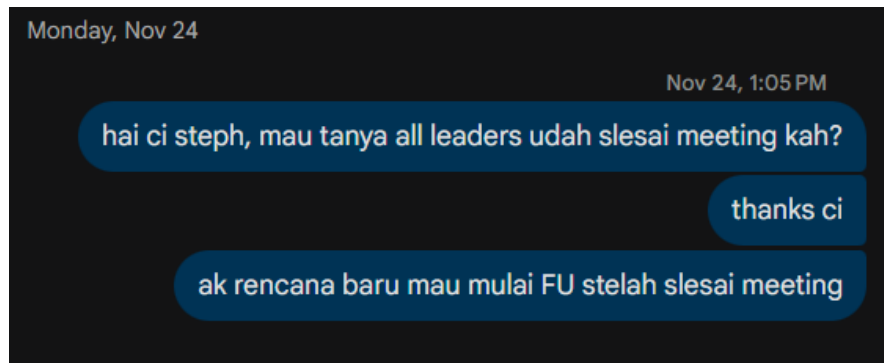 Monday, Nov 24
Nov 24, 1:05 PM
hai ci steph, mau tanya all leaders udah slesai meeting kah?
thanks ci
ak rencana baru mau mulai FU stelah slesai meeting